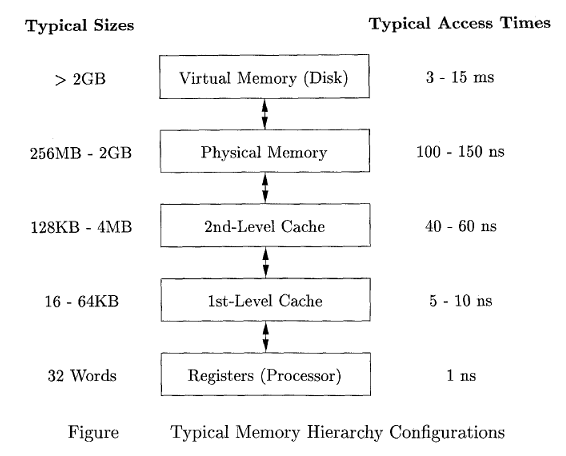 Typical Sizes Typical Access Times
> 2GB Virtual Memory (Disk) 3 - 15 ms
256MB - 2GB Physical Memory 100 - 150 ns
128KB - 4MB 2nd-Level Cache 40 - 60 ns
16 - 64KB 1st-Level Cache 5 - 10 ns
32 Words Registers (Processor) 1 ns
Figure Typical Memory Hierarchy Configurations